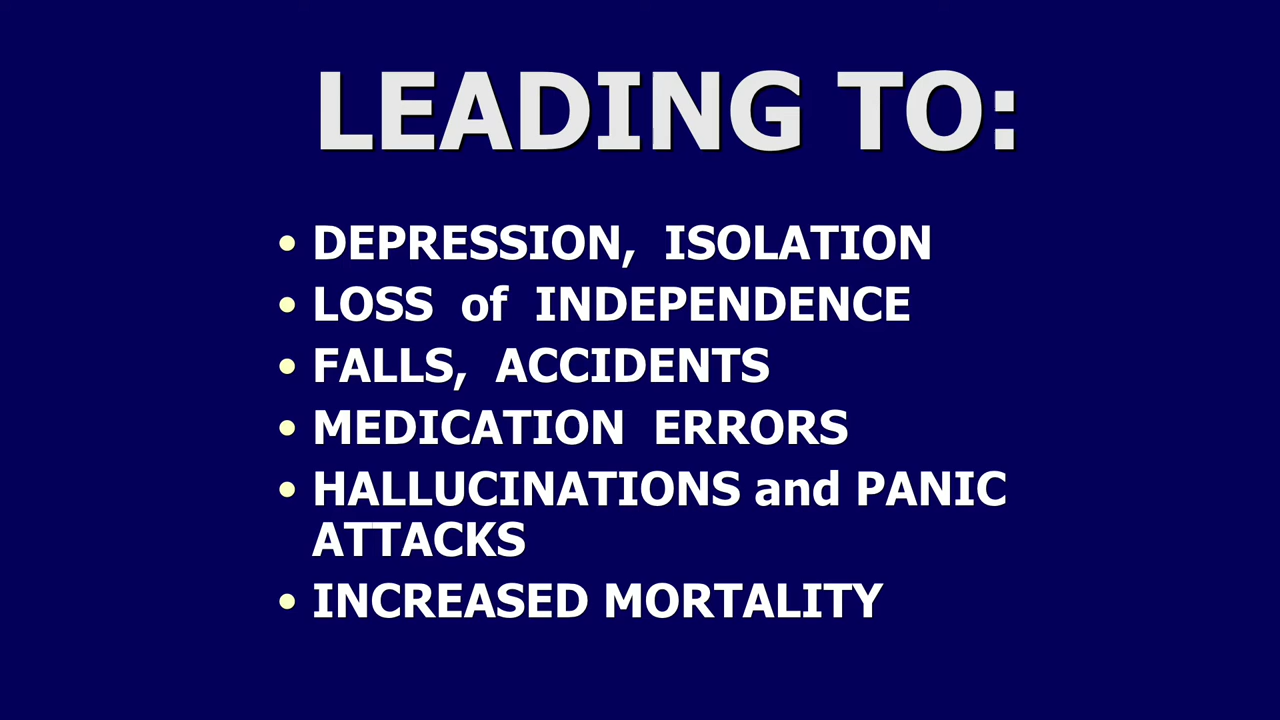 LEADING TO:
• DEPRESSION, ISOLATION
• LOSS of INDEPENDENCE
• FALLS, ACCIDENTS
• MEDICATION ERRORS
• HALLUCINATIONS and PANIC
ATTACKS
• INCREASED MORTALITY